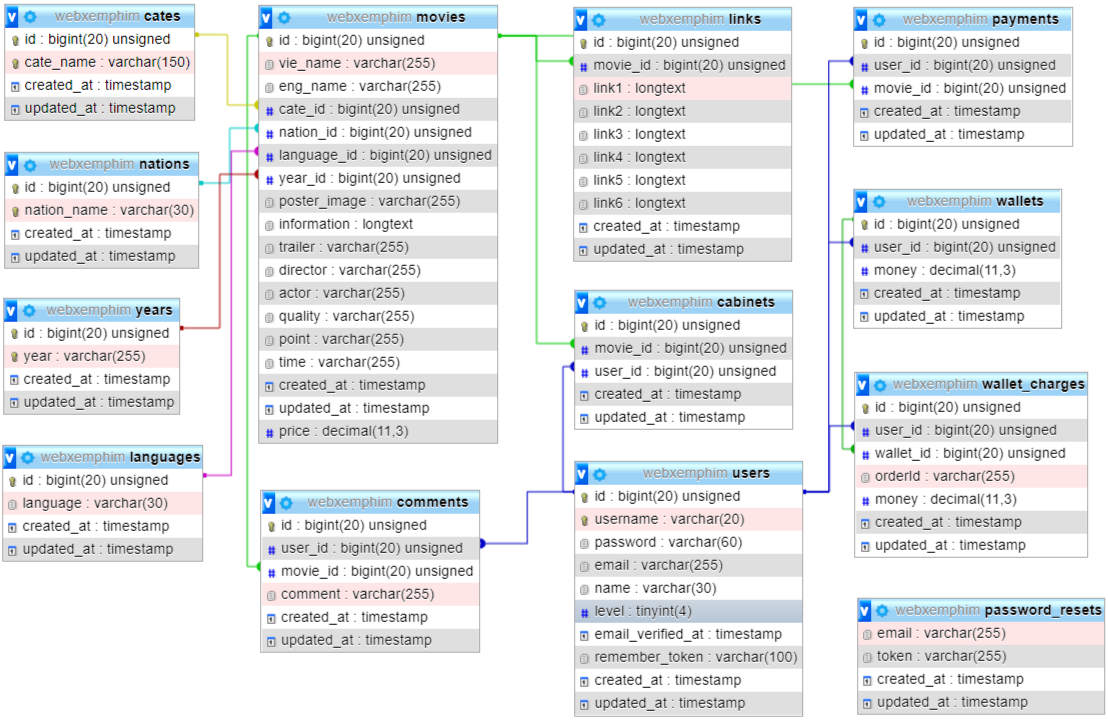 webxemphim cates
id : bigint(20) unsigned
cate_name : varchar(150)
created_at : timestamp
updated_at : timestamp
webxemphim nations
id : bigint(20) unsigned
nation_name : varchar(30)
created_at : timestamp
updated_at : timestamp
webxemphim years
id : bigint(20) unsigned
year : varchar(255)
created_at : timestamp
updated_at : timestamp
webxemphim languages
id : bigint(20) unsigned
language : varchar(30)
created_at : timestamp
updated_at : timestamp
webxemphim movies
id : bigint(20) unsigned
vie_name : varchar(255)
eng_name : varchar(255)
cate_id : bigint(20) unsigned
nation_id : bigint(20) unsigned
language_id : bigint(20) unsigned
year_id : bigint(20) unsigned
poster_image : varchar(255)
information : longtext
trailer : varchar(255)
director : varchar(255)
actor : varchar(255)
quality : varchar(255)
point : varchar(255)
time : varchar(255)
created_at : timestamp
updated_at : timestamp
price : decimal(11,3)
webxemphim comments
id : bigint(20) unsigned
user_id : bigint(20) unsigned
movie_id : bigint(20) unsigned
comment : varchar(255)
created_at : timestamp
updated_at : timestamp
webxemphim links
id : bigint(20) unsigned
movie_id : bigint(20) unsigned
link1 : longtext
link2 : longtext
link3 : longtext
link4 : longtext
link5 : longtext
link6 : longtext
created_at : timestamp
updated_at : timestamp
webxemphim cabinets
id : bigint(20) unsigned
movie_id : bigint(20) unsigned
user_id : bigint(20) unsigned
created_at : timestamp
updated_at : timestamp
webxemphim users
id : bigint(20) unsigned
username : varchar(20)
password : varchar(60)
email : varchar(255)
name : varchar(30)
level : tinyint(4)
email_verified_at : timestamp
remember_token : varchar(100)
created_at : timestamp
updated_at : timestamp
webxemphim payments
id : bigint(20) unsigned
user_id : bigint(20) unsigned
movie_id : bigint(20) unsigned
created_at : timestamp
updated_at : timestamp
webxemphim wallets
id : bigint(20) unsigned
user_id : bigint(20) unsigned
money : decimal(11,3)
created_at : timestamp
updated_at : timestamp
webxemphim wallet_charges
id : bigint(20) unsigned
user_id : bigint(20) unsigned
wallet_id : bigint(20) unsigned
orderId : varchar(255)
money : decimal(11,3)
created_at : timestamp
updated_at : timestamp
webxemphim password_resets
email : varchar(255)
token : varchar(255)
created_at : timestamp
updated_at : timestamp